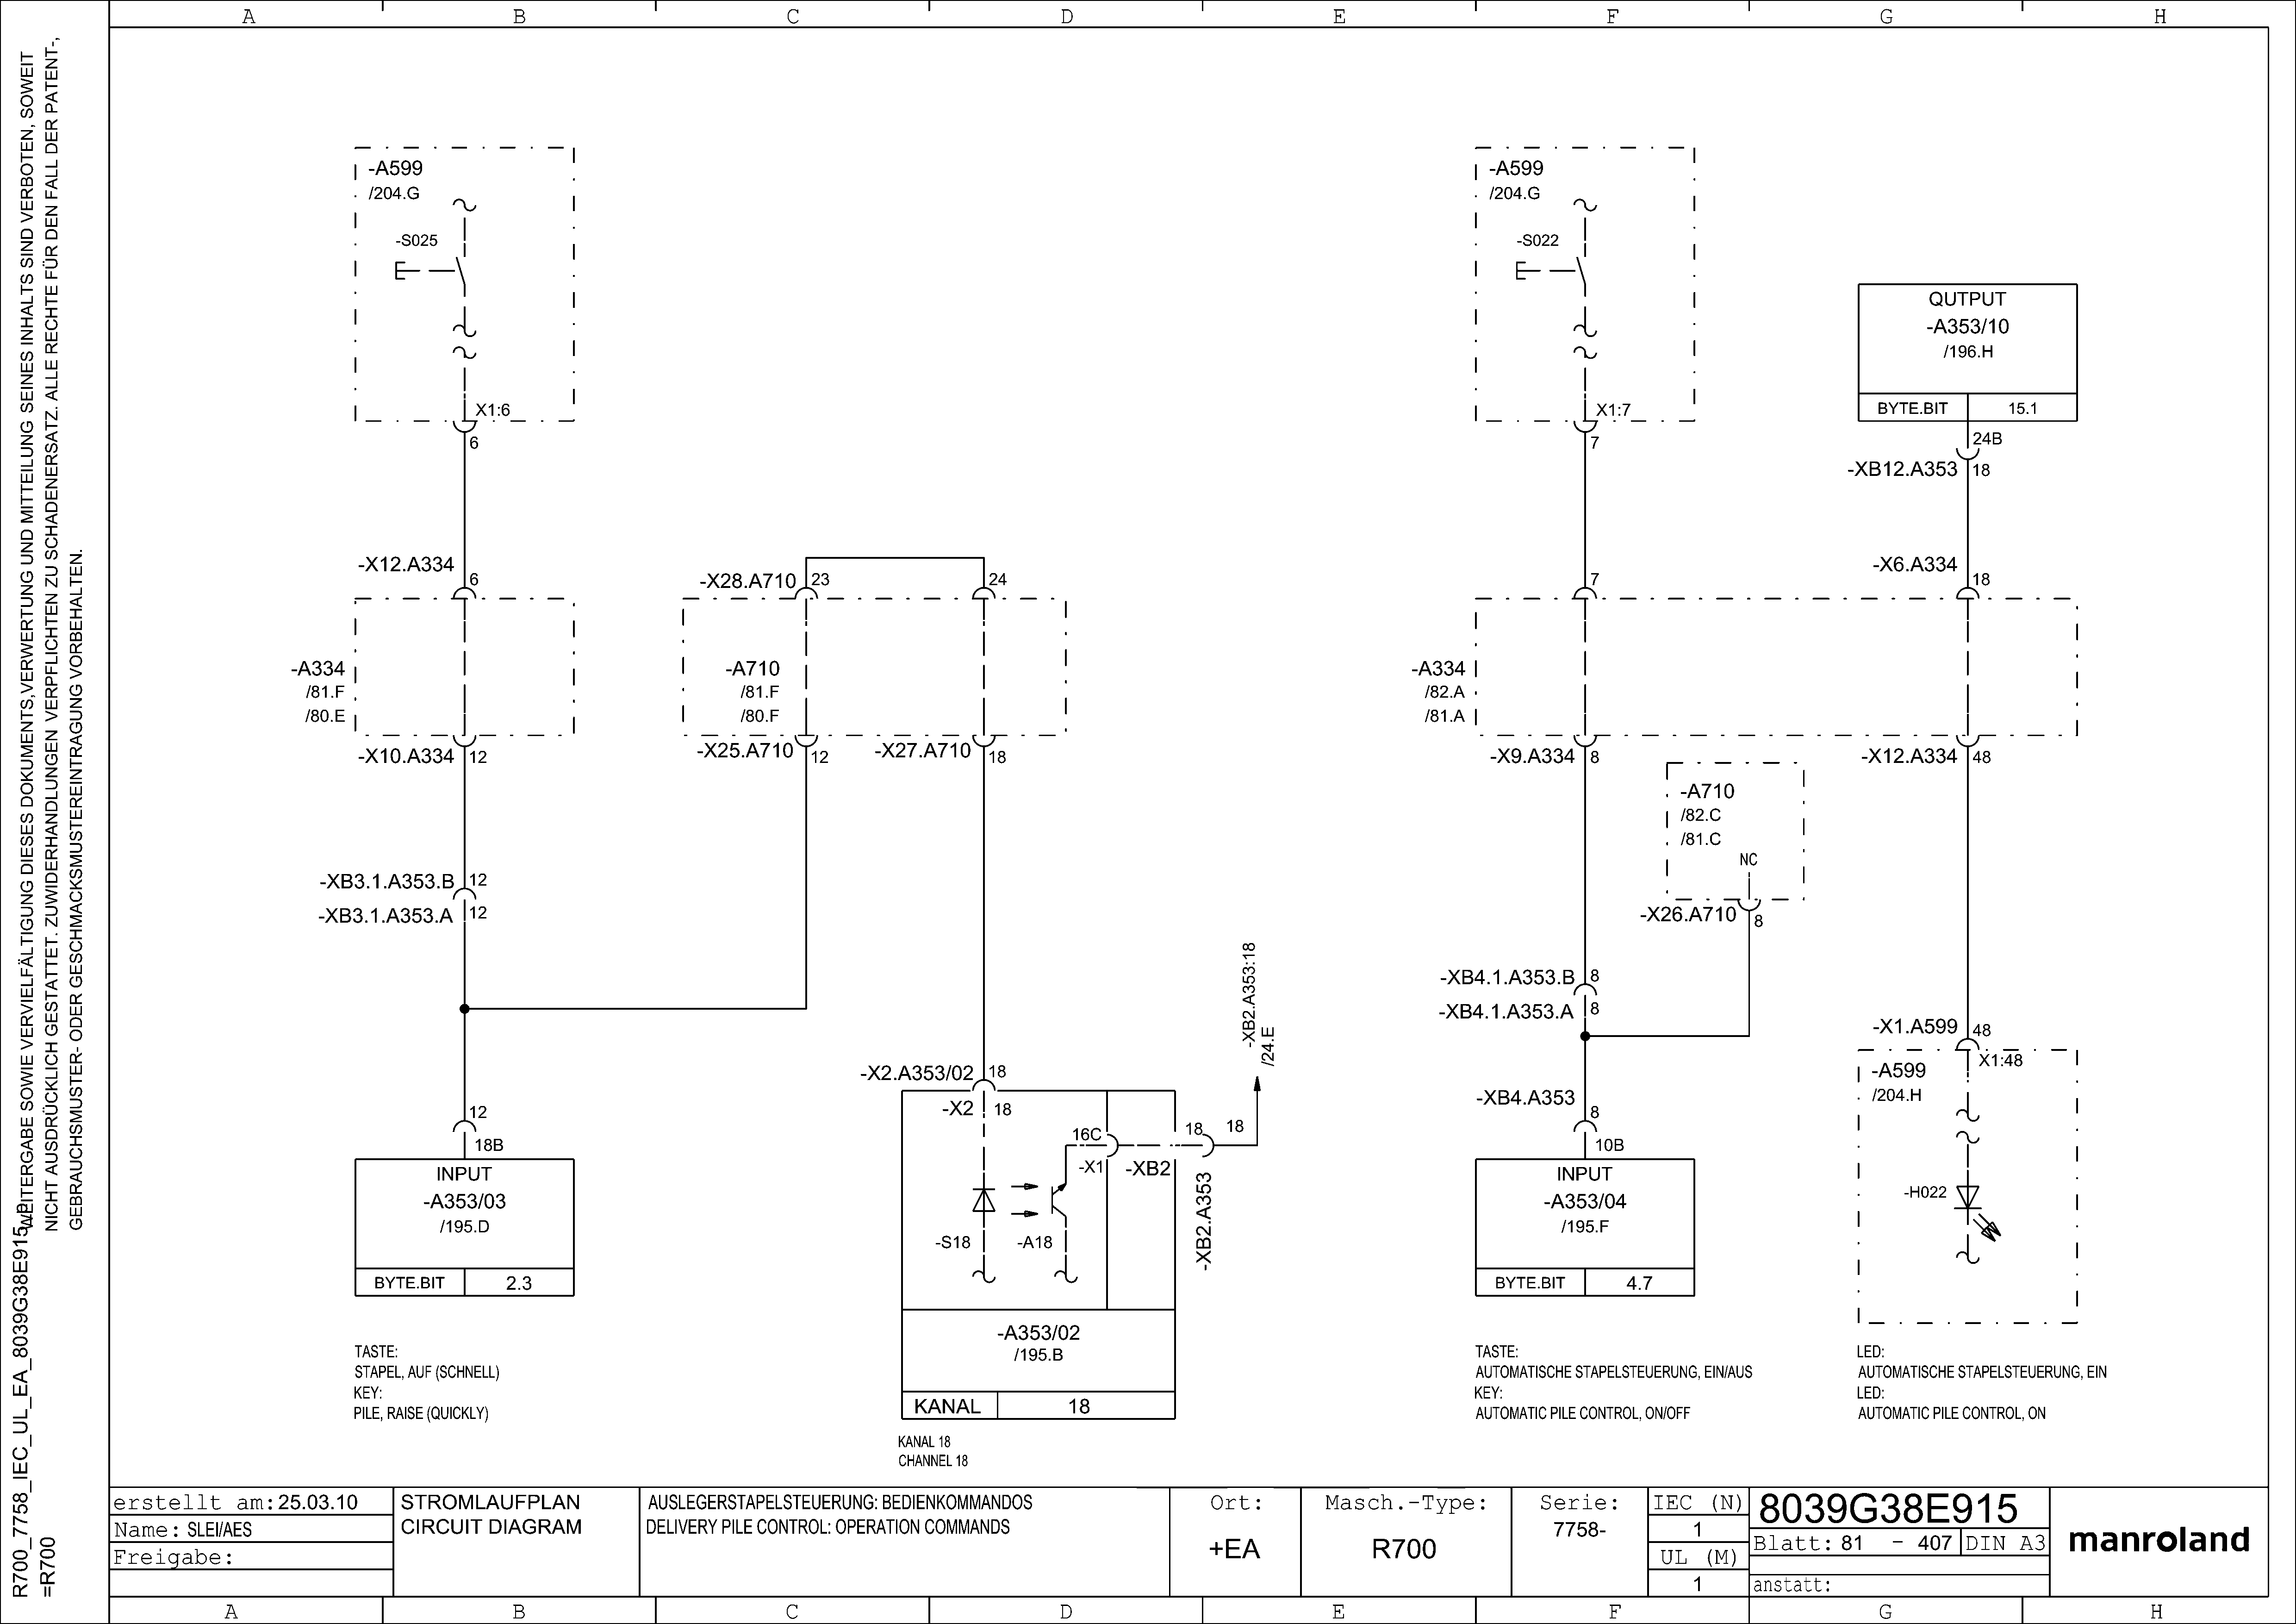 A B C D E F G H
WEITERGABE SOWIE VERVIELFÄLTIGUNG DIESES DOKUMENTS,VERWERTUNG UND MITTEILUNG SEINES INHALTS SIND VERBOTEN, SOWEIT
NICHT AUSDRÜCKLICH GESTATTET. ZUWIDERHANDLUNGEN VERPFLICHTEN ZU SCHADENERSATZ. ALLE RECHTE FÜR DEN FALL DER PATENT-,
GEBRAUCHSMUSTER- ODER GESCHMACKSMUSTEREINTRAGUNG VORBEHALTEN.
=R700
-A599
/204.G
-S025
X1:6
6
-X12.A334
6
-A334
/81.F
/80.E
-X10.A334 12
-XB3.1.A353.B 12
-XB3.1.A353.A 12
12
18B
INPUT
-A353/03
/195.D
BYTE.BIT 2.3
TASTE:
STAPEL, AUF (SCHNELL)
KEY:
PILE, RAISE (QUICKLY)
-X28.A710 23
24
-A710
/81.F
/80.F
-X25.A710 12
-X27.A710 18
-X2.A353/02 18
-X2 18
16C
-X1
-XB2
18
18
-XB2.A353
-XB2.A353:18
/24.E
-S18
-A18
-A353/02
/195.B
KANAL 18
KANAL 18
CHANNEL 18
-A599
/204.G
-S022
X1:7
7
7
-A334
/82.A
/81.A
-X9.A334 8
-A710
/82.C
/81.C
NC
-X26.A710 8
-XB4.1.A353.B 8
-XB4.1.A353.A 8
-XB4.A353
8
10B
INPUT
-A353/04
/195.F
BYTE.BIT 4.7
TASTE:
AUTOMATISCHE STAPELSTEUERUNG, EIN/AUS
KEY:
AUTOMATIC PILE CONTROL, ON/OFF
QUTPUT
-A353/10
/196.H
BYTE.BIT 15.1
24B
-XB12.A353 18
-X6.A334
18
-X12.A334 48
-X1.A599 48
X1:48
-A599
/204.H
-H022
LED:
AUTOMATISCHE STAPELSTEUERUNG, EIN
LED:
AUTOMATIC PILE CONTROL, ON
erstellt am: 25.03.10
Name: SLEI/AES
Freigabe:
STROMLAUFPLAN
CIRCUIT DIAGRAM
AUSLEGERSTAPELSTEUERUNG: BEDIENKOMMANDOS
DELIVERY PILE CONTROL: OPERATION COMMANDS
Ort:
+EA
Masch.-Type:
R700
Serie:
7758-
IEC (N)
1
UL (M)
1
8039G38E915
Blatt: 81 - 407 DIN A3
anstatt:
manroland
A B C D E F G H